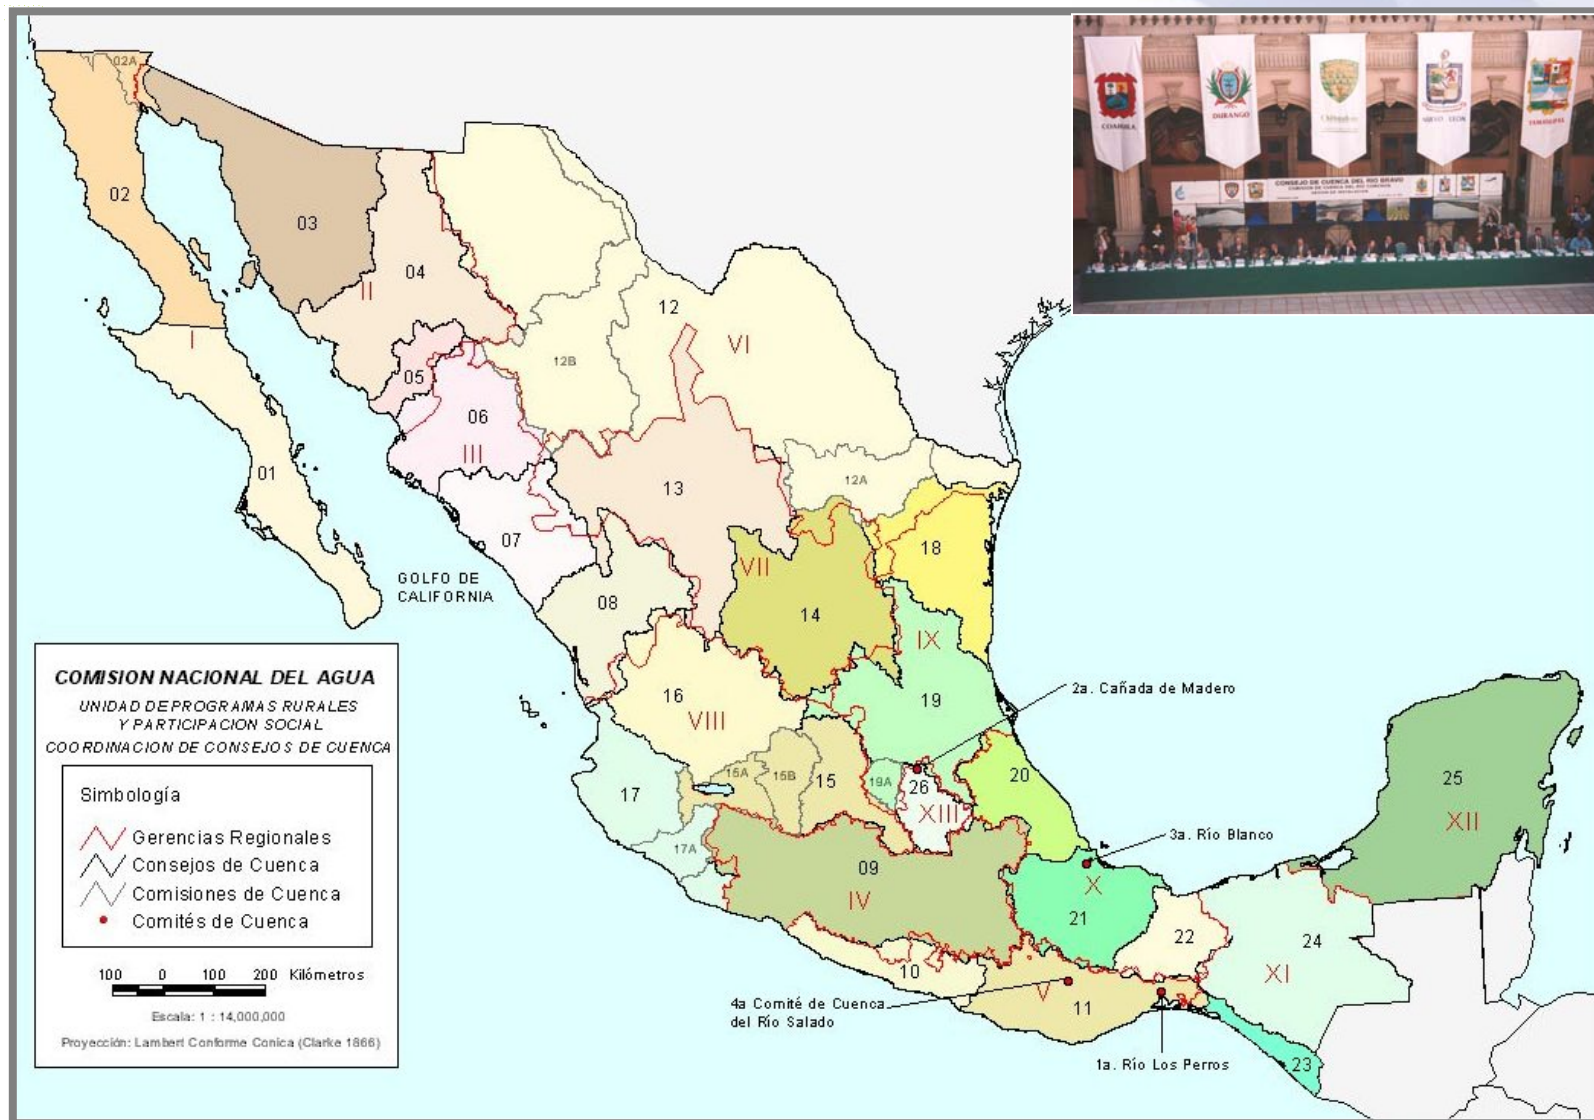 COAHUILA
DURANGO
Chihuahua
NUEVO LEON
TAMAULIPAS
CONSEJO DE CUENCA DEL RIO BRAVO
02A
02
03
04
II
I
05
06
III
01
12
VI
12B
12A
13
07
GOLFO DE
CALIFORNIA
08
VII
14
18
IX
19
16
VIII
17
15A
15B
15
19A
26
XIII
20
2a. Cañada de Madero
17A
09
IV
3a. Río Blanco
X
21
22
25
XII
24
XI
23
10
V
11
4a Comité de Cuenca
del Río Salado
1a. Río Los Perros
COMISION NACIONAL DEL AGUA
UNIDAD DE PROGRAMAS RURALES
Y PARTICIPACION SOCIAL
COORDINACION DE CONSEJOS DE CUENCA
Simbología
Gerencias Regionales
Consejos de Cuenca
Comisiones de Cuenca
Comités de Cuenca
100 0 100 200 Kilómetros
Escala: 1 : 14,000,000
Proyección: Lambert Conforme Conica (Clarke 1866)